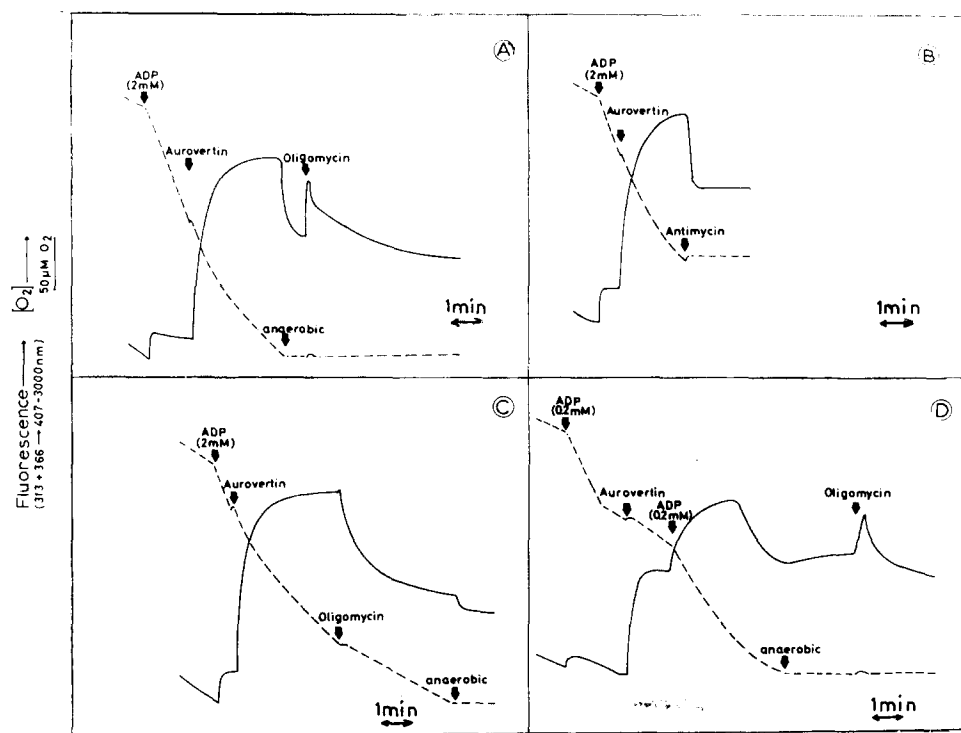 A
ADP
(2mM)
Aurovertin
Oligomycin
anaerobic
1min
B
ADP
(2mM)
Aurovertin
Antimycin
1min
[O2]
50μM O2
Fluorescence
(313+366→407-3000nm)
C
ADP
(2mM)
Aurovertin
Oligomycin
anaerobic
1min
D
ADP
(0.2mM)
Aurovertin
ADP
(0.2mM)
Oligomycin
anaerobic
1min